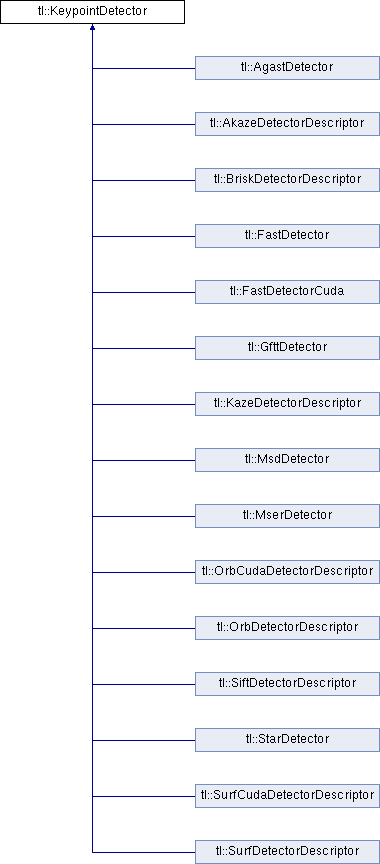 tl::KeypointDetector
tl::AgastDetector
tl::AkazeDetectorDescriptor
tl::BriskDetectorDescriptor
tl::FastDetector
tl::FastDetectorCuda
tl::GfttDetector
tl::KazeDetectorDescriptor
tl::MsdDetector
tl::MserDetector
tl::OrbCudaDetectorDescriptor
tl::OrbDetectorDescriptor
tl::SiftDetectorDescriptor
tl::StarDetector
tl::SurfCudaDetectorDescriptor
tl::SurfDetectorDescriptor